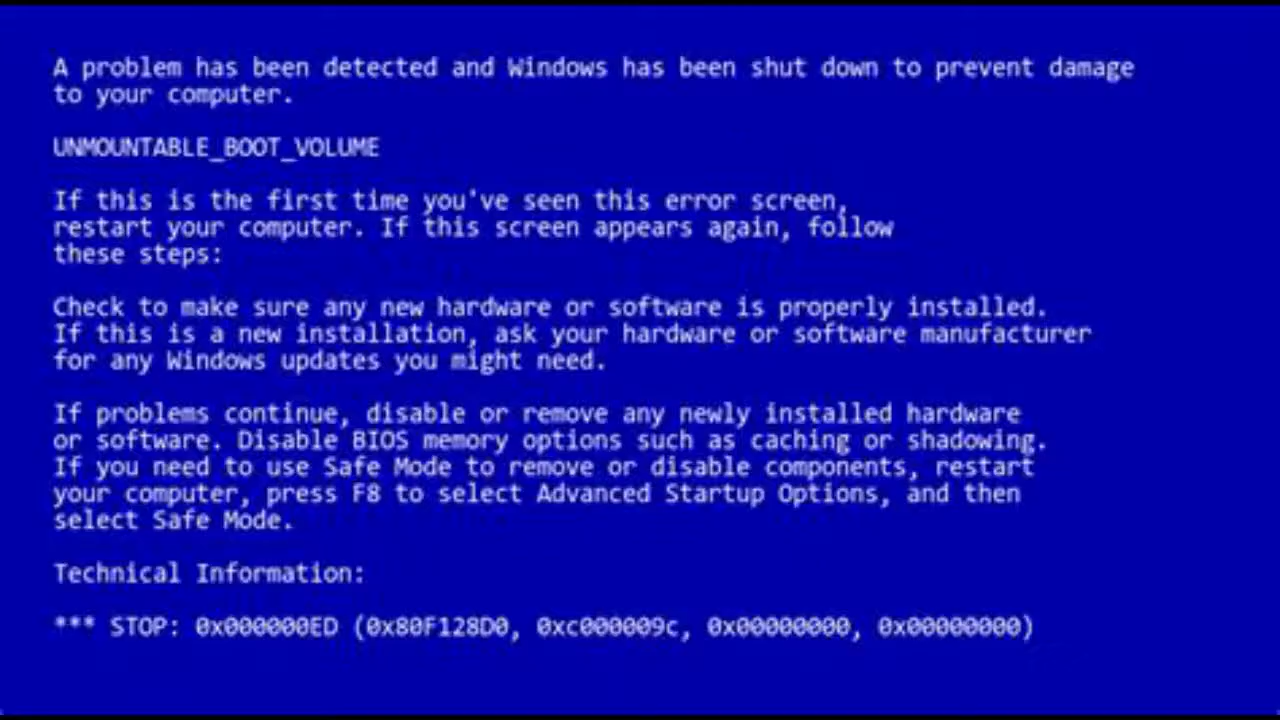 A problem has been detected and Windows has been shut down to prevent damage
to your computer.
UNMOUNTABLE_BOOT_VOLUME
If this is the first time you've seen this error screen,
restart your computer. If this screen appears again, follow
these steps:
Check to make sure any new hardware or software is properly installed.
If this is a new installation, ask your hardware or software manufacturer
for any Windows updates you might need.
If problems continue, disable or remove any newly installed hardware
or software. Disable BIOS memory options such as caching or shadowing.
If you need to use Safe Mode to remove or disable components, restart
your computer, press F8 to select Advanced Startup Options, and then
select Safe Mode.
Technical Information:
*** STOP: 0x000000ED (0x80F128D0, 0xc000009c, 0x00000000, 0x00000000)